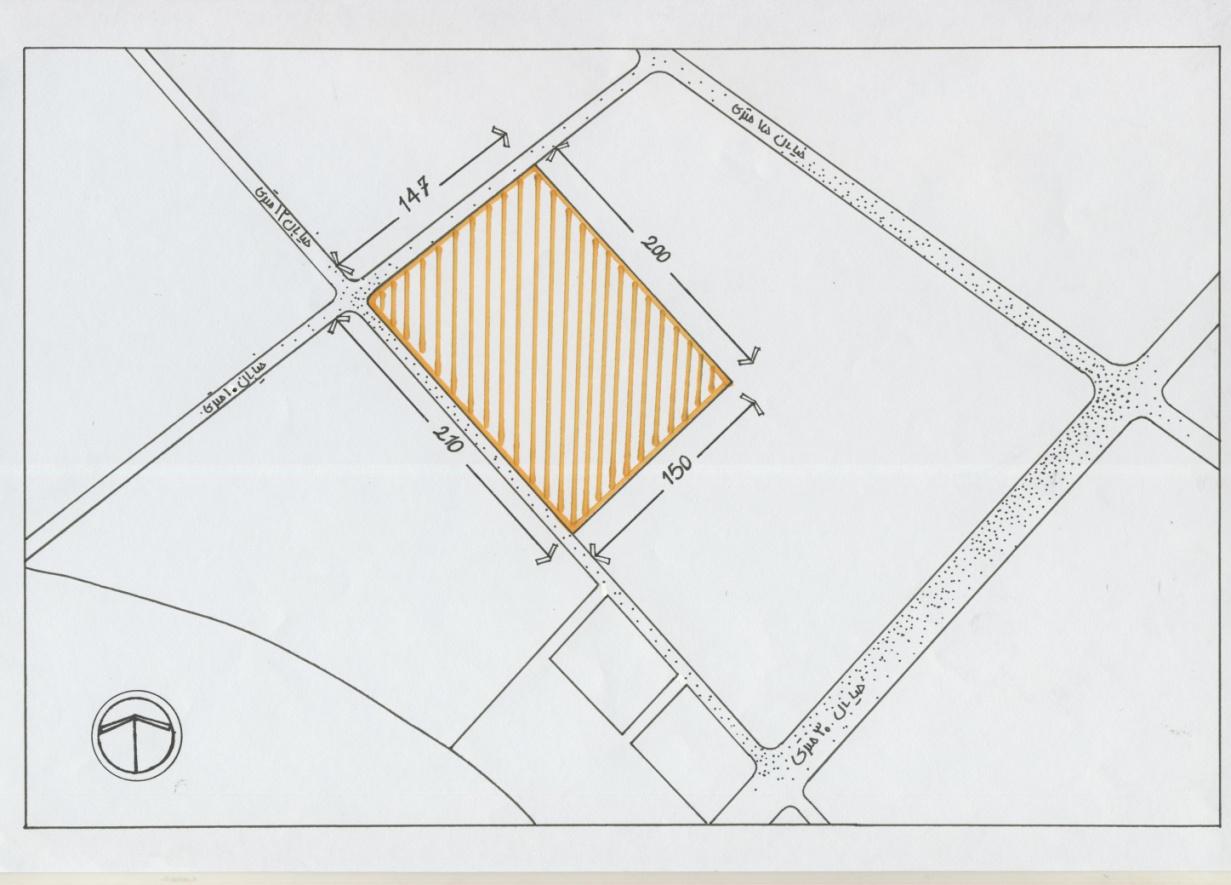 خیابان ۱۸ متری
147
خیابان ۱۲ متری
200
خیابان ۱۰ متری
210
150
خیابان ۳۰ متری